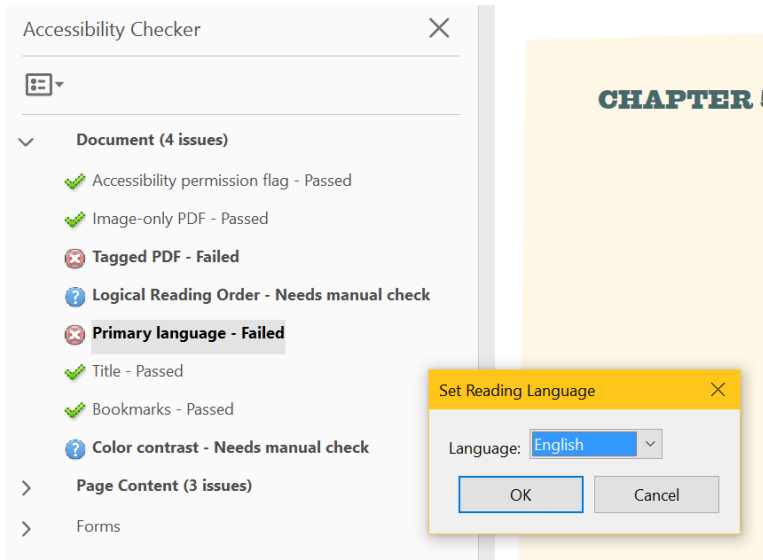 Accessibility Checker
Document (4 issues)
Accessibility permission flag - Passed
Image-only PDF - Passed
Tagged PDF - Failed
Logical Reading Order - Needs manual check
Primary language - Failed
Title - Passed
Bookmarks - Passed
Color contrast - Needs manual check
Page Content (3 issues)
Forms
CHAPTER
Set Reading Language
Language: English
OK Cancel